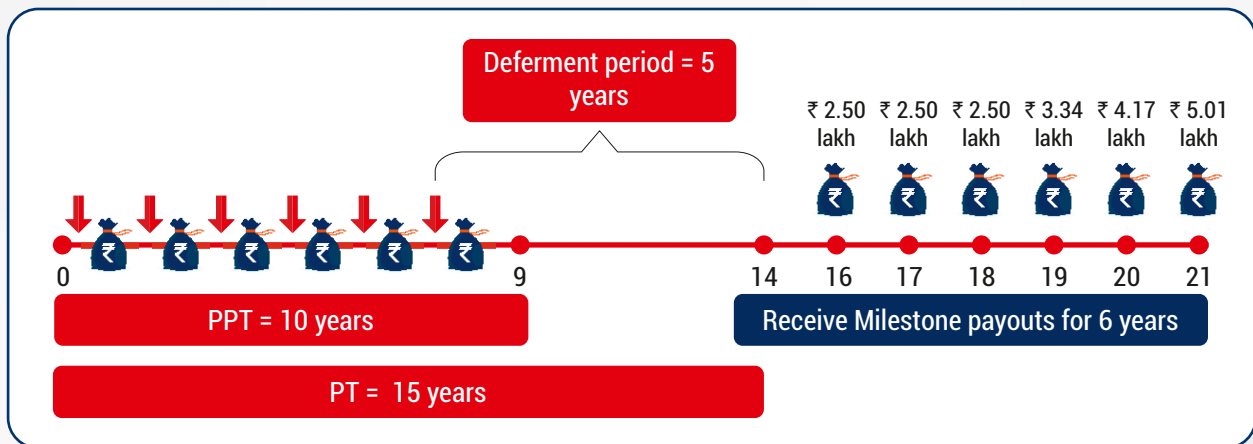 Deferment period = 5
years
₹ 2.50 ₹ 2.50 ₹ 2.50 ₹ 3.34 ₹ 4.17 ₹ 5.01
lakh lakh lakh lakh lakh lakh
₹ ₹ ₹ ₹ ₹ ₹
₹ ₹ ₹ ₹ ₹ ₹
0 9 14 16 17 18 19 20 21
PPT = 10 years Receive Milestone payouts for 6 years
PT = 15 years